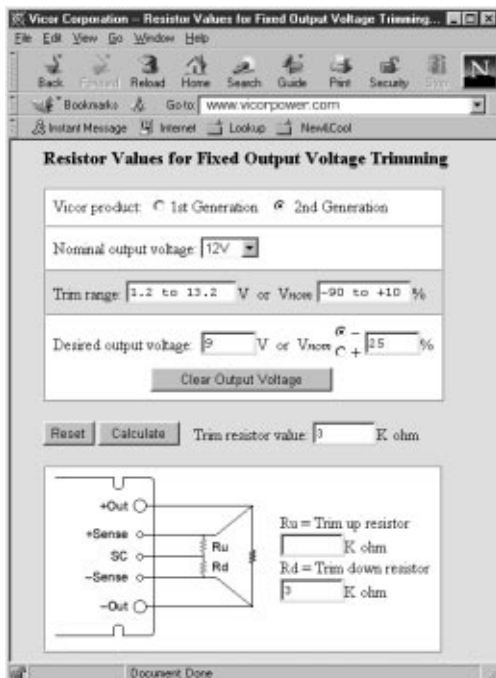 Vicor Corporation -- Resistor Values for Fixed Output Voltage Trimming...
File Edit View Go Window Help
Back Forward Reload Home Search Guide Print Security Stop N
Bookmarks Go to: www.vicorpower.com
Instant Message Internet Lookup New&Cool
Resistor Values for Fixed Output Voltage Trimming
Vicor product: 1st Generation 2nd Generation
Nominal output voltage: 12V
Trim range: 1.2 to 13.2 V or VNOM -90 to +10 %
Desired output voltage: 9 V or VNOM - + 25 %
Clear Output Voltage
Reset Calculate Trim resistor value: 3 K ohm
+Out
+Sense
SC
-Sense
-Out
Ru
Rd
Ru = Trim up resistor
K ohm
Rd = Trim down resistor
3 K ohm
Document Done